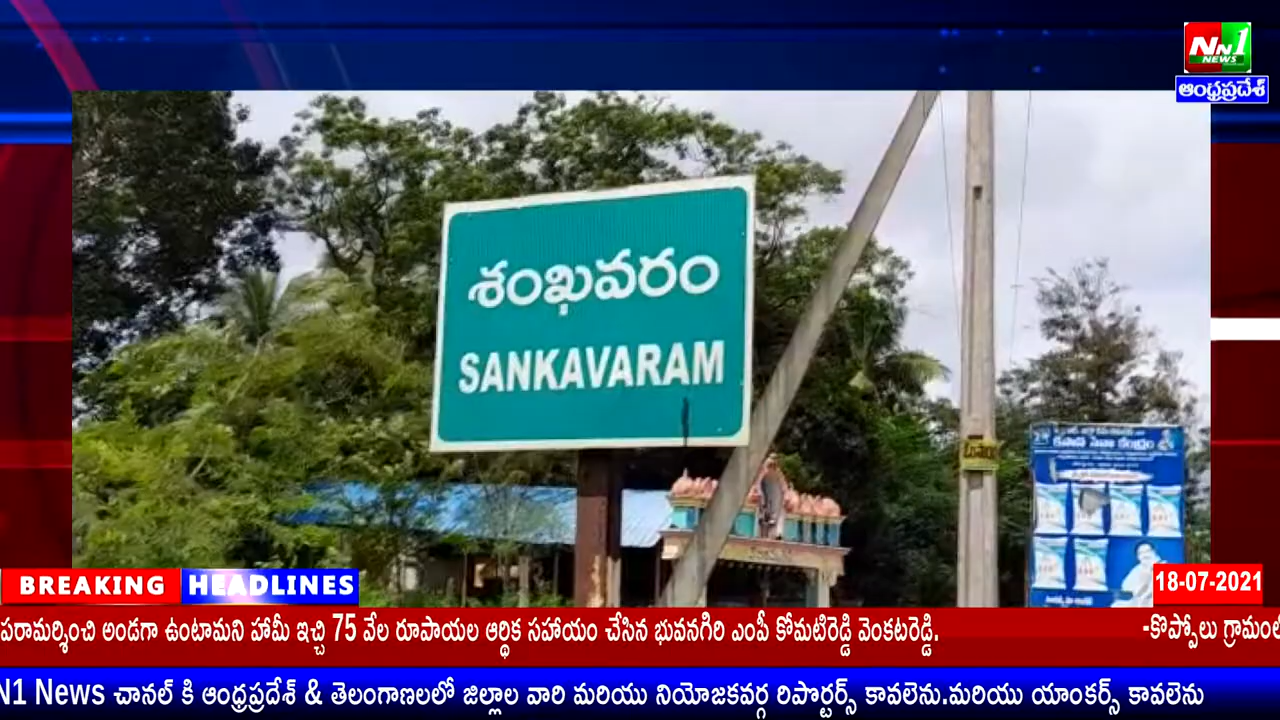 NN1
NEWS
ఆంధ్రప్రదేశ్
శంఖవరం
SANKAVARAM
BREAKING HEADLINES
18-07-2021
పరామర్శించి అండగా ఉంటామని హామీ ఇచ్చి 75 వేల రూపాయల ఆర్థిక సహాయం చేసిన భువనగిరి ఎంపీ కోమటిరెడ్డి వెంకటరెడ్డి. -కొప్పోలు గ్రామంలో
N1 News చానల్ కి ఆంధ్రప్రదేశ్ & తెలంగాణలలో జిల్లాల వారి మరియు నియోజకవర్గ రిపొర్టర్స్ కావలెను.మరియు యాంకర్స్ కావలెను